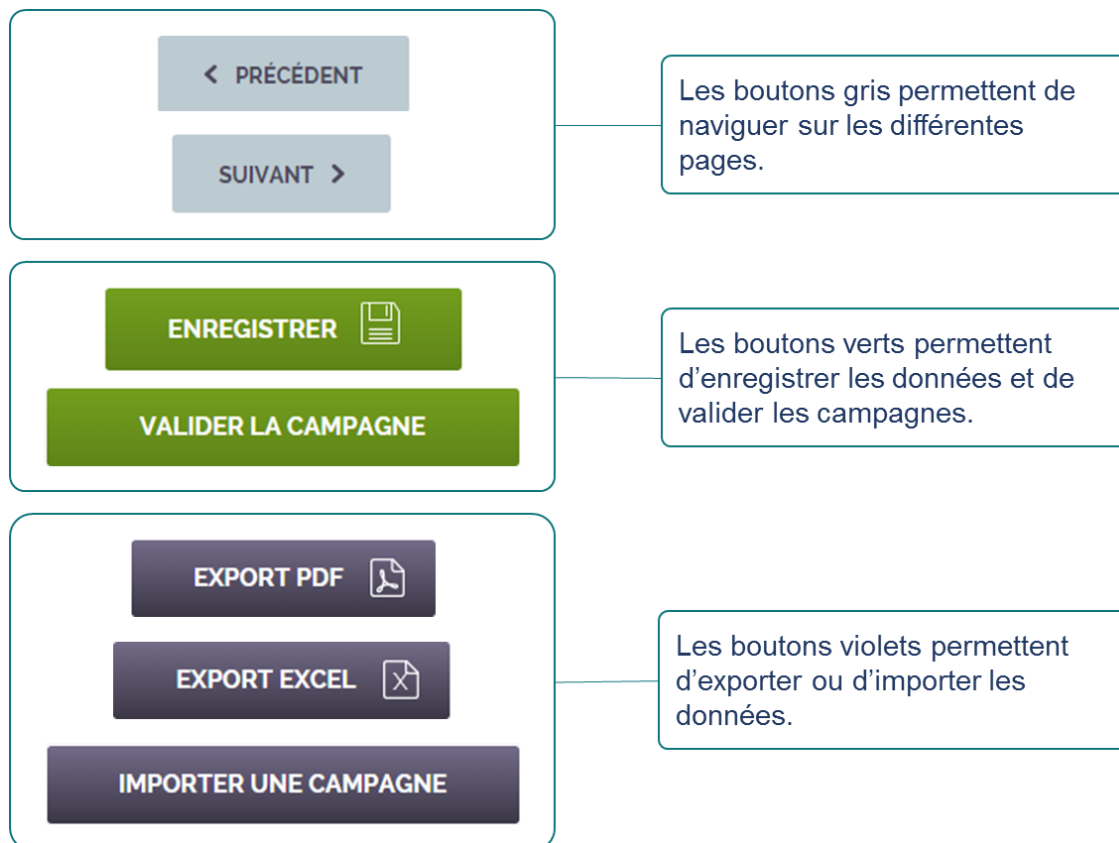 PRÉCÉDENT
SUIVANT
Les boutons gris permettent de
naviguer sur les différentes
pages.
ENREGISTRER
VALIDER LA CAMPAGNE
Les boutons verts permettent
d’enregistrer les données et de
valider les campagnes.
EXPORT PDF
EXPORT EXCEL
IMPORTER UNE CAMPAGNE
Les boutons violets permettent
d’exporter ou d’importer les
données.